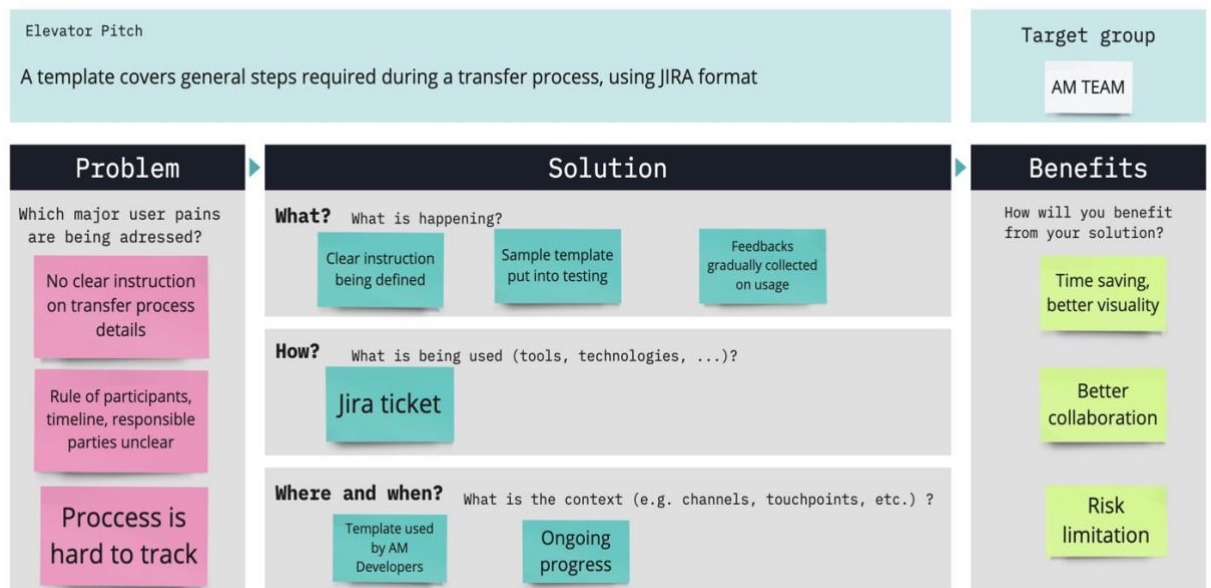 Elevator Pitch
A template covers general steps required during a transfer process, using JIRA format
Target group
AM TEAM
Problem
Which major user pains
are being adressed?
No clear instruction
on transfer process
details
Rule of participants,
timeline, responsible
parties unclear
Proccess is
hard to track
Solution
What? What is happening?
Clear instruction
being defined
Sample template
put into testing
Feedbacks
gradually collected
on usage
How? What is being used (tools, technologies, ...)?
Jira ticket
Where and when? What is the context (e.g. channels, touchpoints, etc.) ?
Template used
by AM
Developers
Ongoing
progress
Benefits
How will you benefit
from your solution?
Time saving,
better visuality
Better
collaboration
Risk
limitation